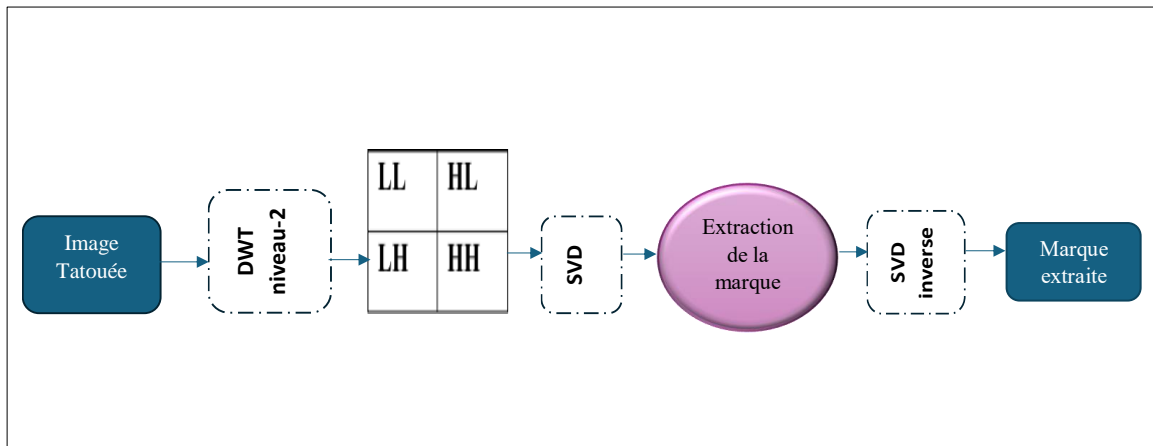 Image
Tatouée
DWT
niveau-2
LL HL
LH HH
SVD
Extraction
de la
marque
SVD
inverse
Marque
extraite